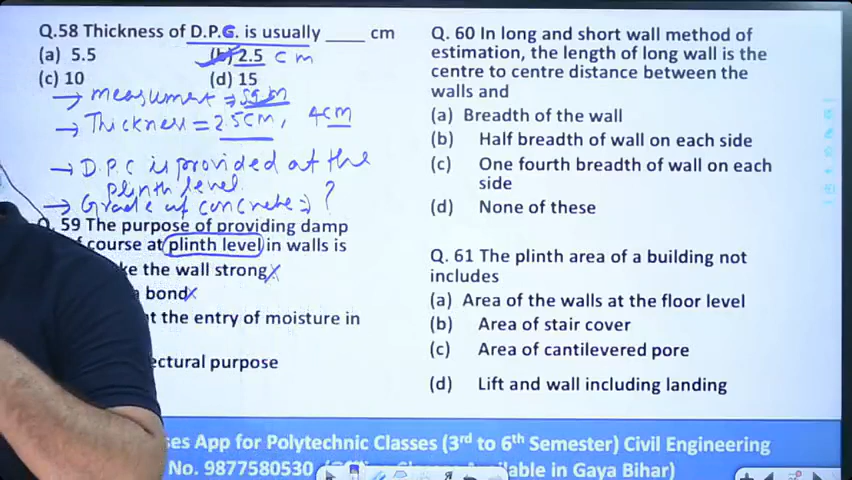 Q.58 Thickness of D.P.C. is usually ____ cm
(a) 5.5 (b) 2.5 cm
(c) 10 (d) 15
→ measument → sqm
→ Thickness = 2.5cm, 4cm
→ D.P.C is provided at the
plinth level.
→ Grade of concrete ⇒ ?
Q. 59 The purpose of providing damp
course at plinth level in walls is
ke the wall strong
bond
t the entry of moisture in
ectural purpose
Q. 60 In long and short wall method of
estimation, the length of long wall is the
centre to centre distance between the
walls and
(a) Breadth of the wall
(b) Half breadth of wall on each side
(c) One fourth breadth of wall on each
side
(d) None of these
Q. 61 The plinth area of a building not
includes
(a) Area of the walls at the floor level
(b) Area of stair cover
(c) Area of cantilevered pore
(d) Lift and wall including landing
ses App for Polytechnic Classes (3rd to 6th Semester) Civil Engineering
No. 9877580530 ilable in Gaya Bihar)